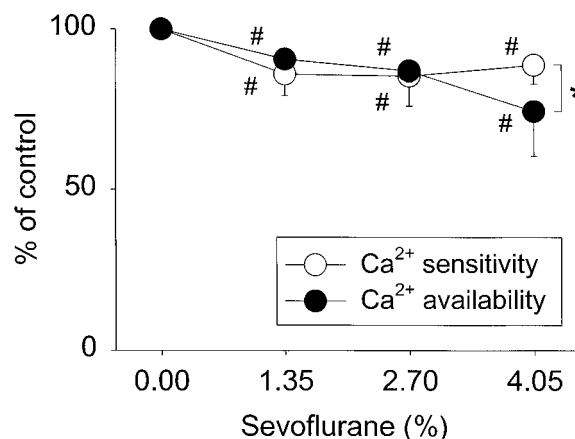 100
# # #
# # #
*
50
% of control
Ca²⁺ sensitivity
Ca²⁺ availability
0
0.00 1.35 2.70 4.05
Sevoflurane (%)